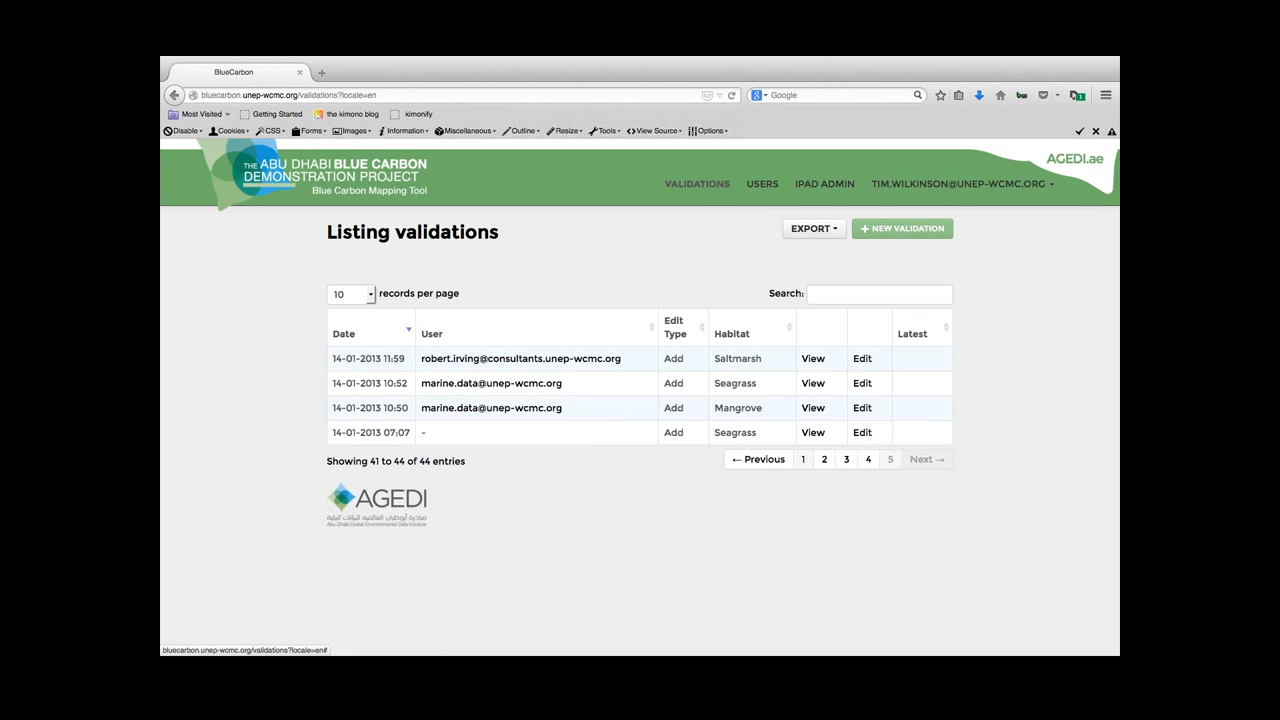 BlueCarbon
bluecarbon.unep-wcmc.org/validations?locale=en
Google
Most Visited
Getting Started
the kimono blog
kimonify
Disable
Cookies
CSS
Forms
Images
Information
Miscellaneous
Outline
Resize
Tools
View Source
Options
THE ABU DHABI BLUE CARBON
DEMONSTRATION PROJECT
Blue Carbon Mapping Tool
AGEDI.ae
VALIDATIONS
USERS
IPAD ADMIN
TIM.WILKINSON@UNEP-WCMC.ORG
Listing validations
EXPORT
+ NEW VALIDATION
10 records per page
Search:
Date User Edit Type Habitat Latest
14-01-2013 11:59 robert.irving@consultants.unep-wcmc.org Add Saltmarsh View Edit
14-01-2013 10:52 marine.data@unep-wcmc.org Add Seagrass View Edit
14-01-2013 10:50 marine.data@unep-wcmc.org Add Mangrove View Edit
14-01-2013 07:07 - Add Seagrass View Edit
Showing 41 to 44 of 44 entries
← Previous 1 2 3 4 5 Next →
AGEDI
Abu Dhabi Global Environmental Data Initiative
bluecarbon.unep-wcmc.org/validations?locale=en#